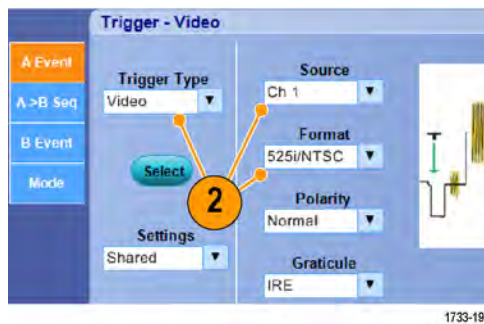 Trigger - Video
A Event
A->B Seq
B Event
Mode
Trigger Type
Video
Select
Settings
Shared
Source
Ch 1
Format
525i/NTSC
Polarity
Normal
Graticule
IRE
T
2
1733-19